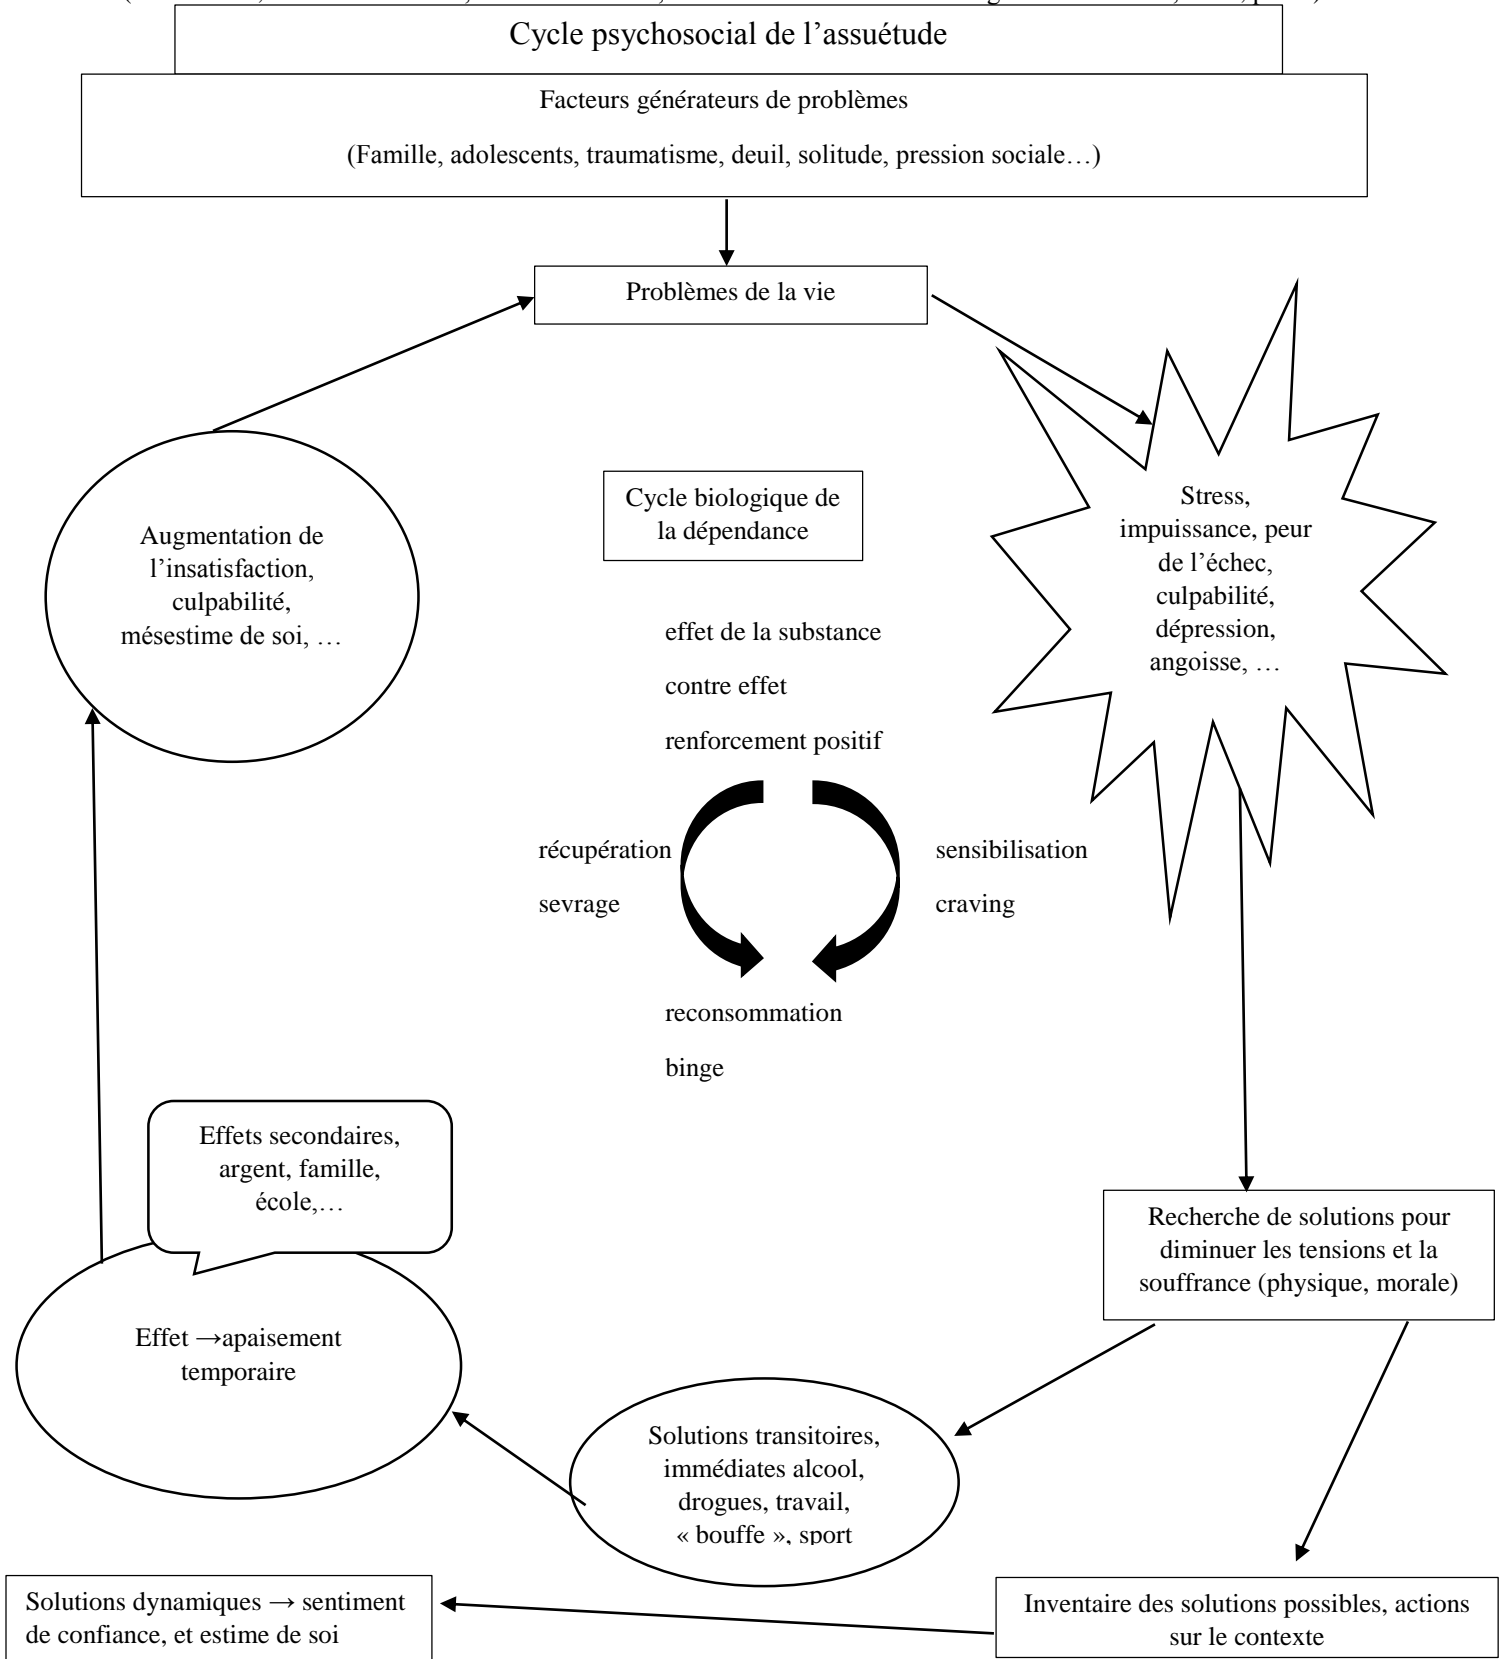 Cycle psychosocial de l’assuétude
Facteurs générateurs de problèmes
(Famille, adolescents, traumatisme, deuil, solitude, pression sociale…)
Problèmes de la vie
Stress,
impuissance, peur
de l’échec,
culpabilité,
dépression,
angoisse, …
Augmentation de
l’insatisfaction,
culpabilité,
mésestime de soi, …
Cycle biologique de
la dépendance
effet de la substance
contre effet
renforcement positif
récupération
sevrage
sensibilisation
craving
reconsommation
binge
Effets secondaires,
argent, famille,
école,…
Effet →apaisement
temporaire
Recherche de solutions pour
diminuer les tensions et la
souffrance (physique, morale)
Solutions transitoires,
immédiates alcool,
drogues, travail,
« bouffe », sport
Solutions dynamiques → sentiment
de confiance, et estime de soi
Inventaire des solutions possibles, actions
sur le contexte